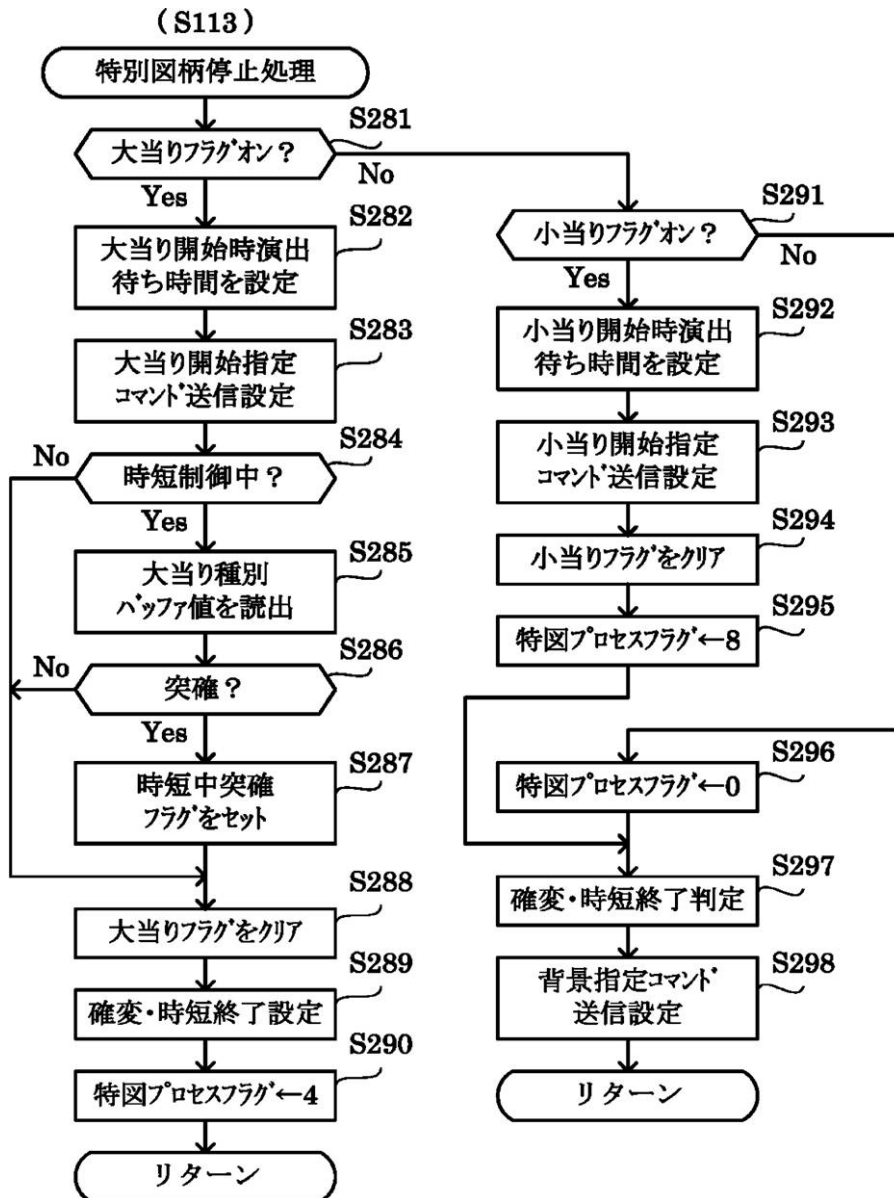 (S113)
特別図柄停止処理
S281
大当りフラグオン？
No
Yes
S282
大当り開始時演出
待ち時間を設定
S283
大当り開始指定
コマンド送信設定
S284
No
時短制御中？
Yes
S285
大当り種別
バッファ値を読出
S286
No
突確？
Yes
S287
時短中突確
フラグをセット
S288
大当りフラグをクリア
S289
確変・時短終了設定
S290
特図プロセスフラグ←4
リターン
S291
小当りフラグオン？
No
Yes
S292
小当り開始時演出
待ち時間を設定
S293
小当り開始指定
コマンド送信設定
S294
小当りフラグをクリア
S295
特図プロセスフラグ←8
S296
特図プロセスフラグ←0
S297
確変・時短終了判定
S298
背景指定コマンド
送信設定
リターン